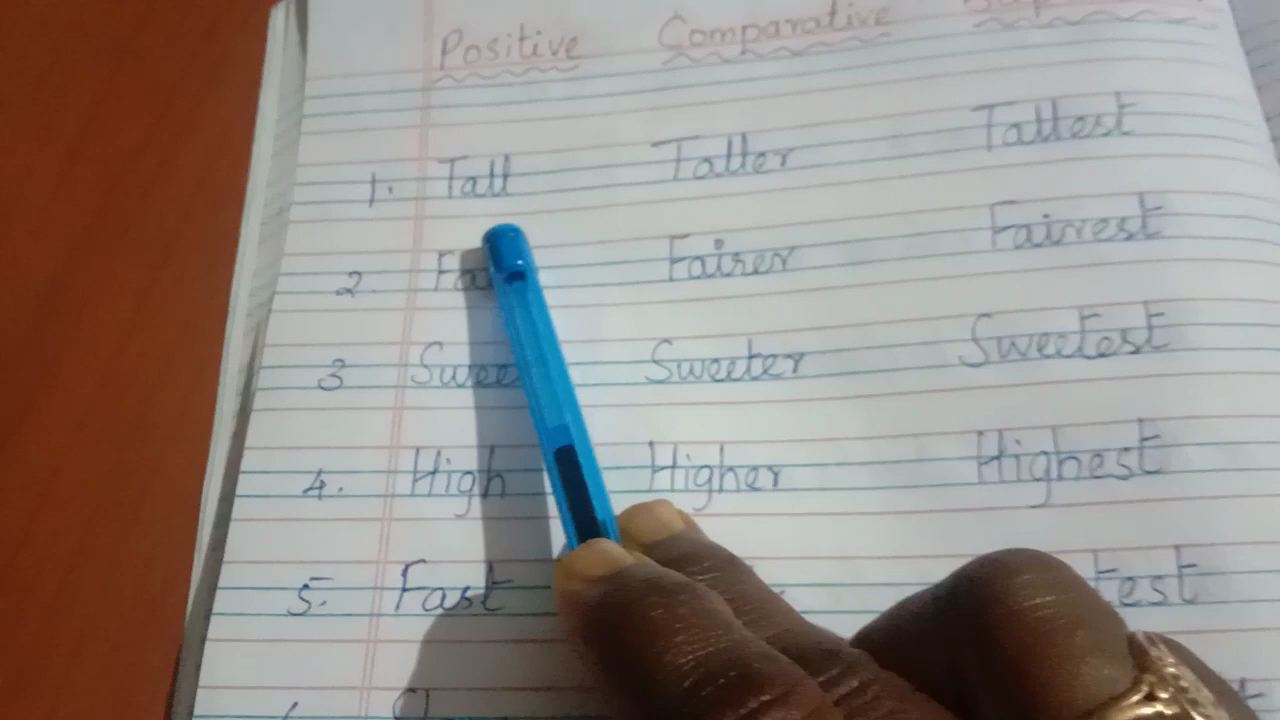 Positive Comparative
1. Tall Taller Tallest
2. Fairer Fairest
3 Sweeter Sweetest
4. High Higher Highest
5. Fast